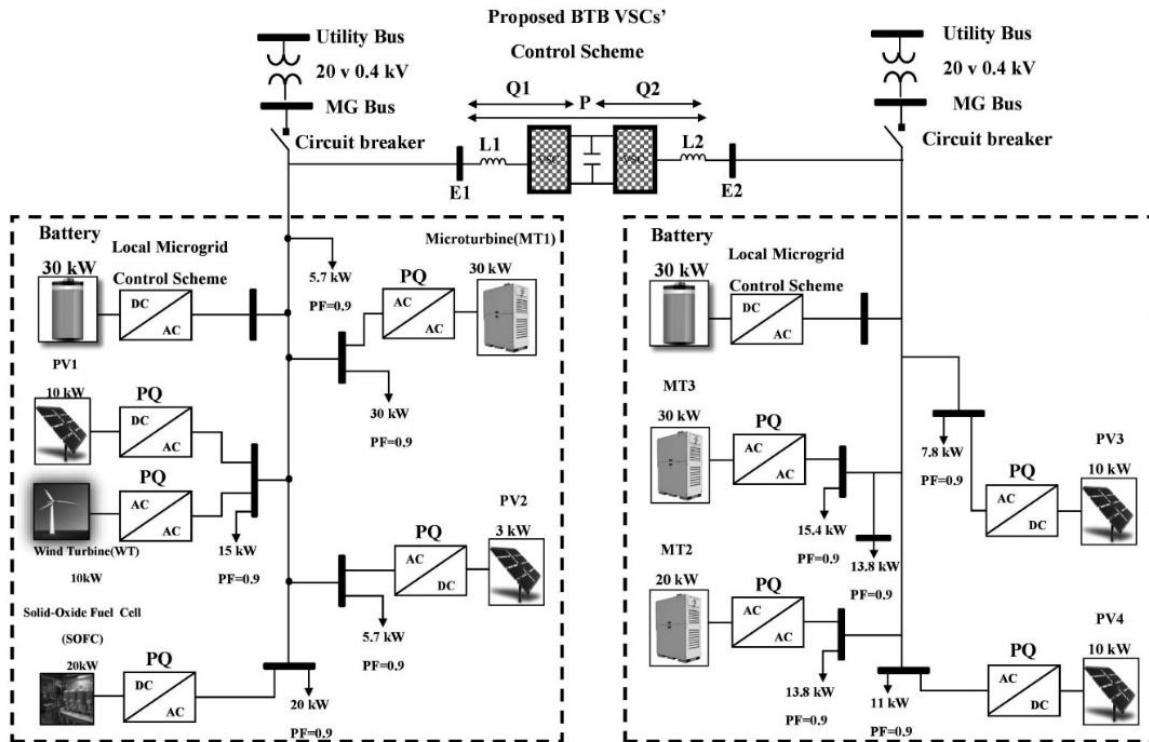 Proposed BTB VSCs'
Control Scheme
Utility Bus
20 v 0.4 kV
MG Bus
Circuit breaker
Q1
P
Q2
L1
VSC
VSC
L2
E1
E2
Utility Bus
20 v 0.4 kV
MG Bus
Circuit breaker
Battery
30 kW
Local Microgrid
Control Scheme
DC
AC
5.7 kW
PF=0.9
Microturbine(MT1)
PQ
30 kW
AC
AC
30 kW
PF=0.9
PV1
10 kW
PQ
DC
AC
PQ
AC
AC
Wind Turbine(WT)
10kW
15 kW
PF=0.9
PV2
PQ
3 kW
AC
DC
5.7 kW
PF=0.9
Solid-Oxide Fuel Cell
(SOFC)
20kW
PQ
DC
AC
20 kW
PF=0.9
Battery
30 kW
Local Microgrid
Control Scheme
DC
AC
MT3
30 kW
PQ
AC
AC
15.4 kW
PF=0.9
13.8 kW
PF=0.9
7.8 kW
PF=0.9
PV3
PQ
10 kW
AC
DC
MT2
20 kW
PQ
AC
AC
13.8 kW
PF=0.9
11 kW
PF=0.9
PV4
PQ
10 kW
AC
DC